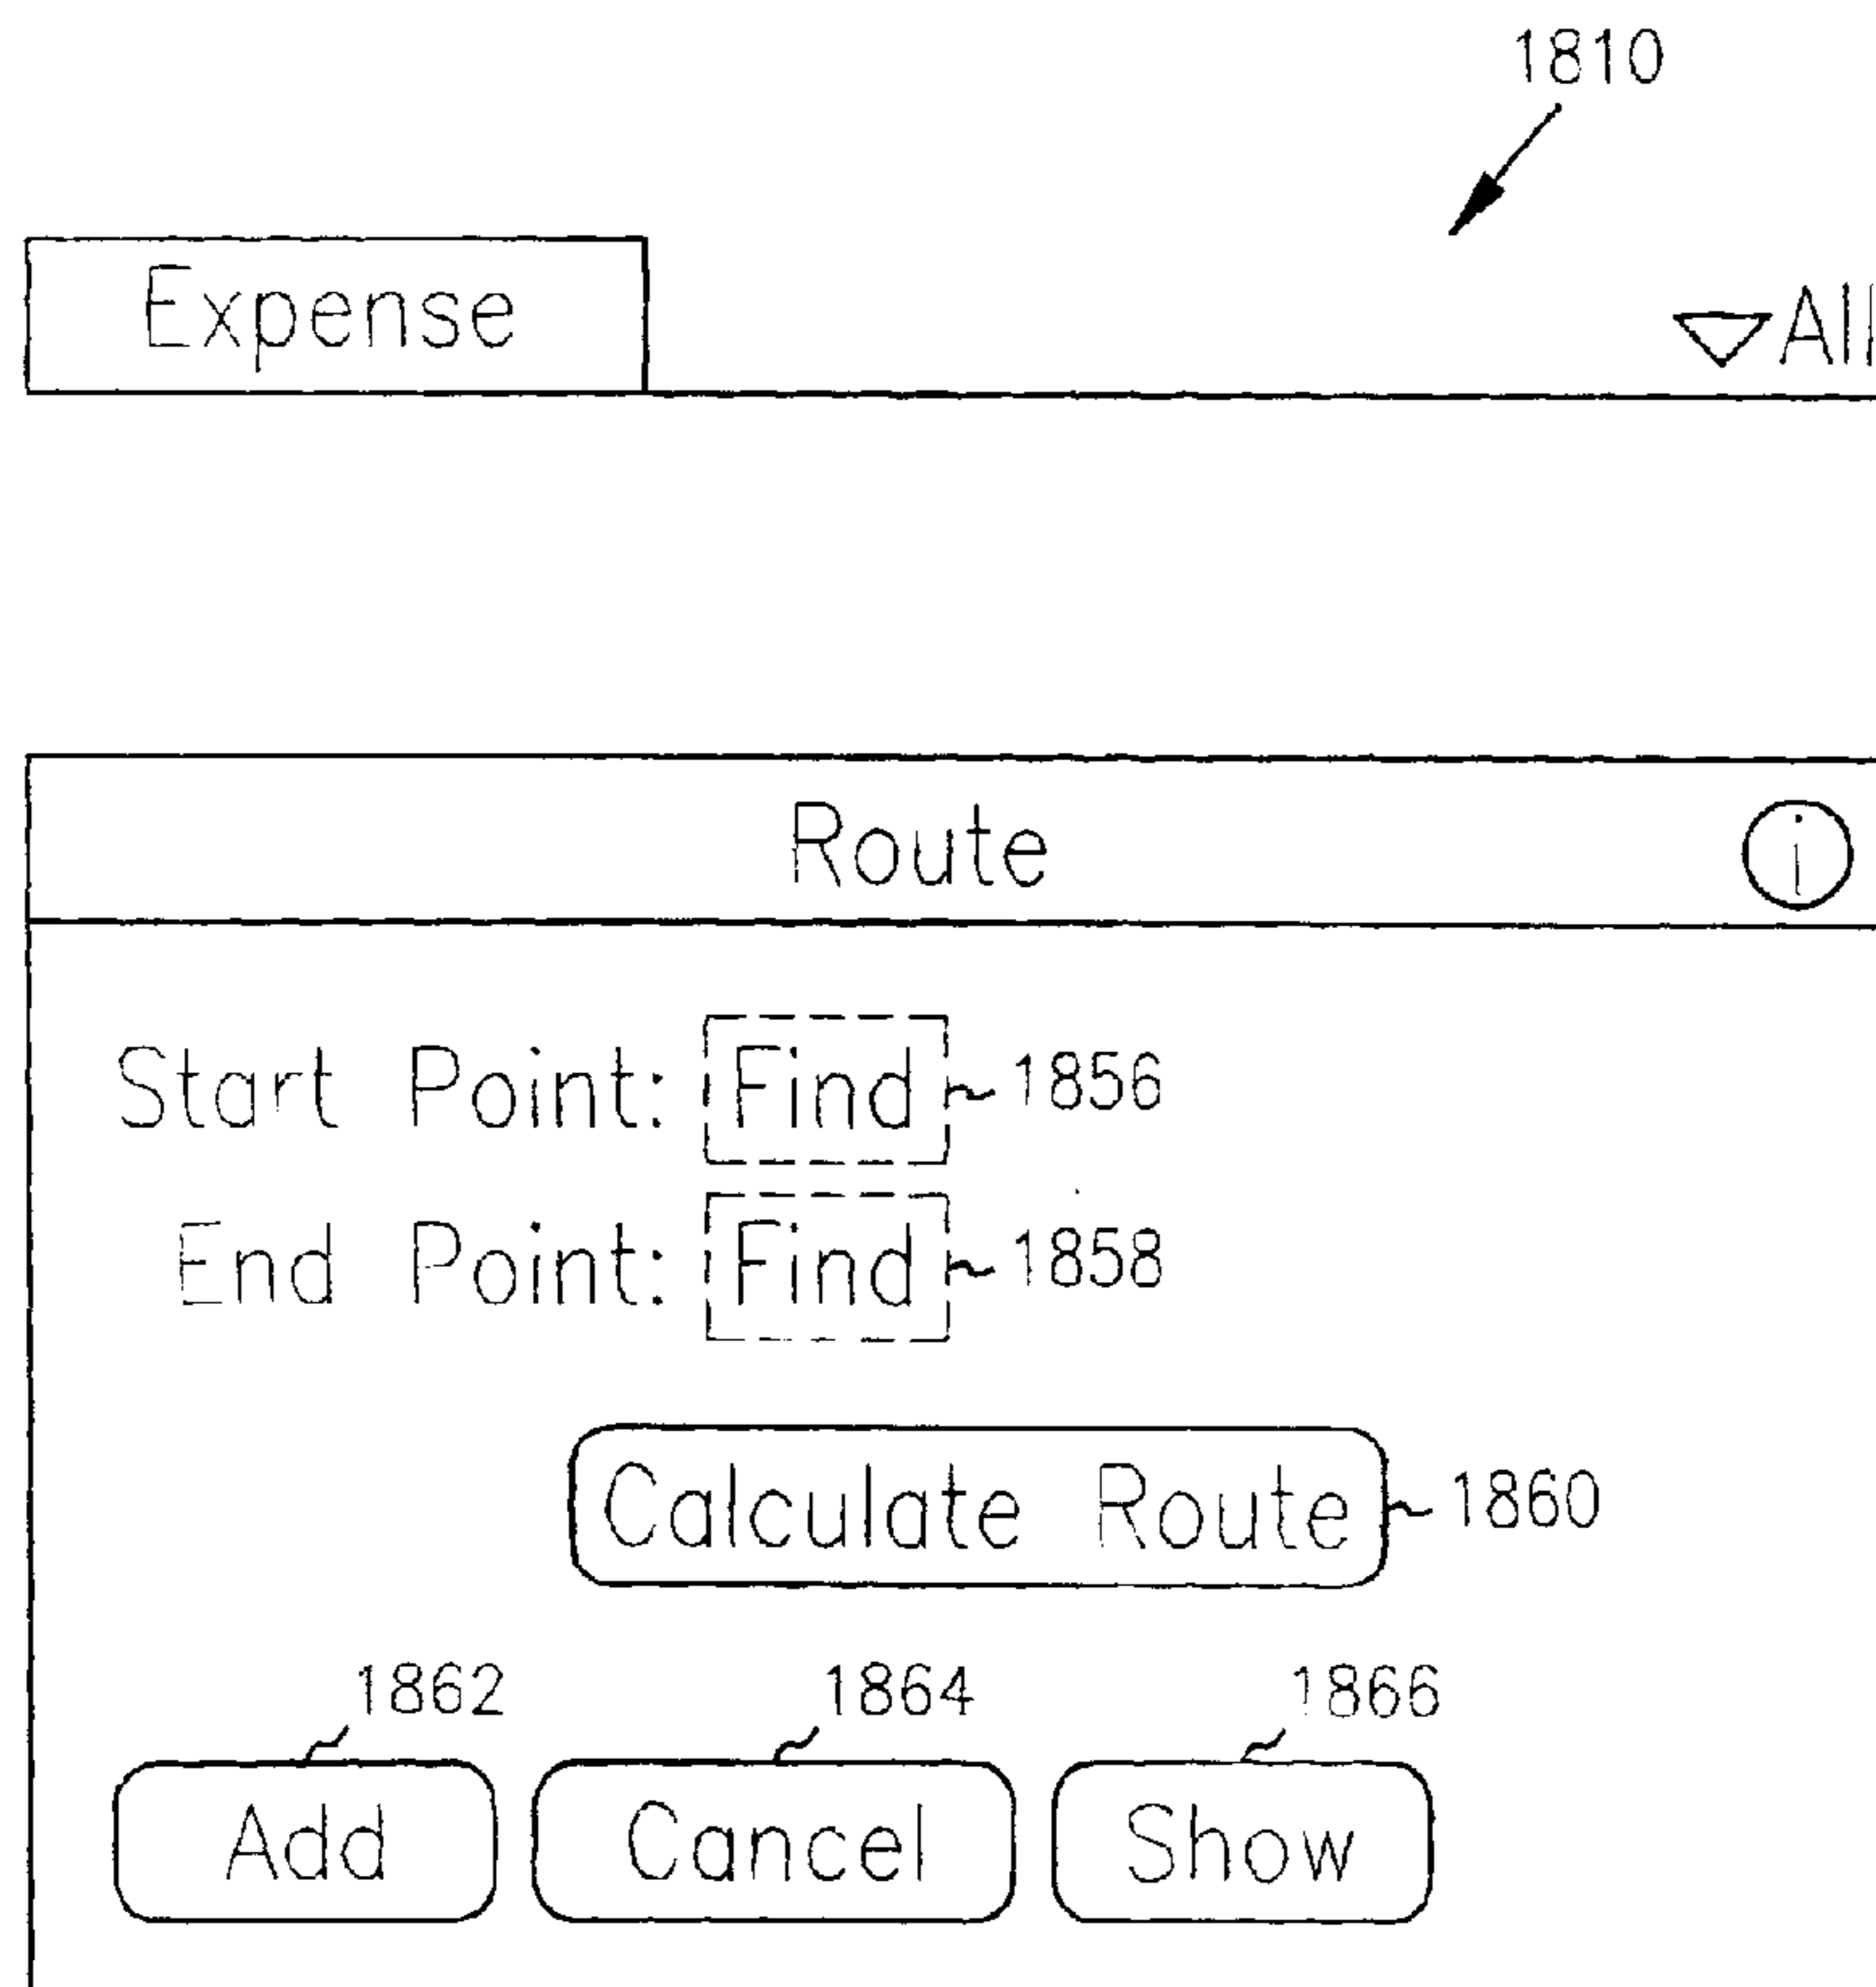 1810
Expense All
Route i
Start Point: Find 1856
End Point: Find 1858
Calculate Route 1860
1862 1864 1866
Add Cancel Show